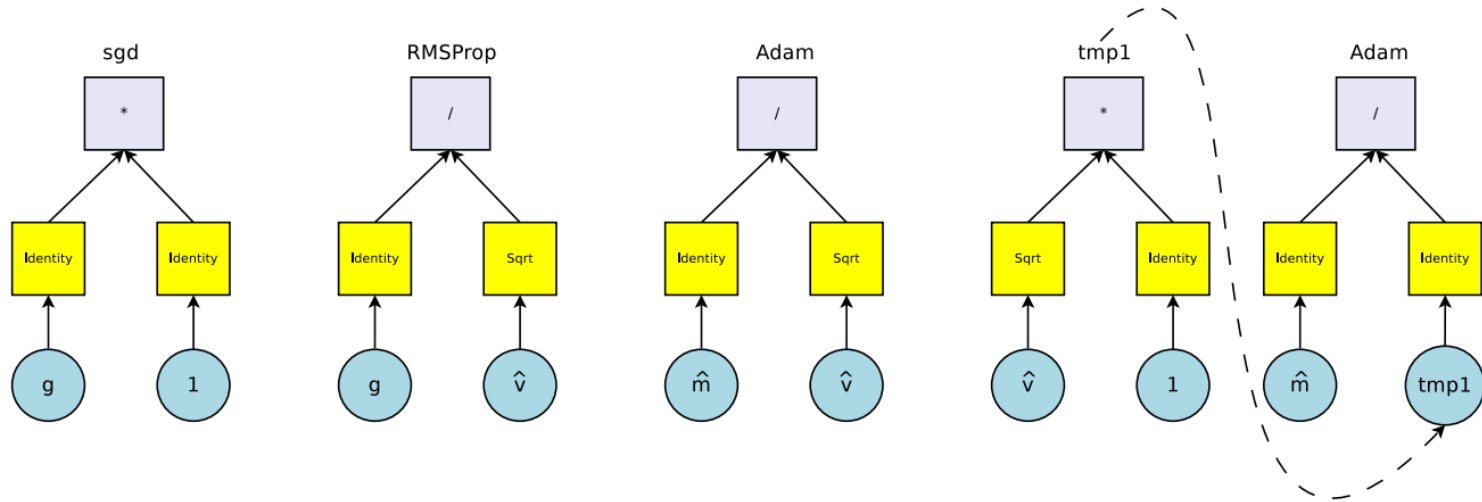 sgd RMSProp Adam tmp1 Adam
* / / * /
Identity Identity Identity Sqrt Identity Sqrt Sqrt Identity Identity Identity
g 1 g v̂ m̂ v̂ v̂ 1 m̂ tmp1